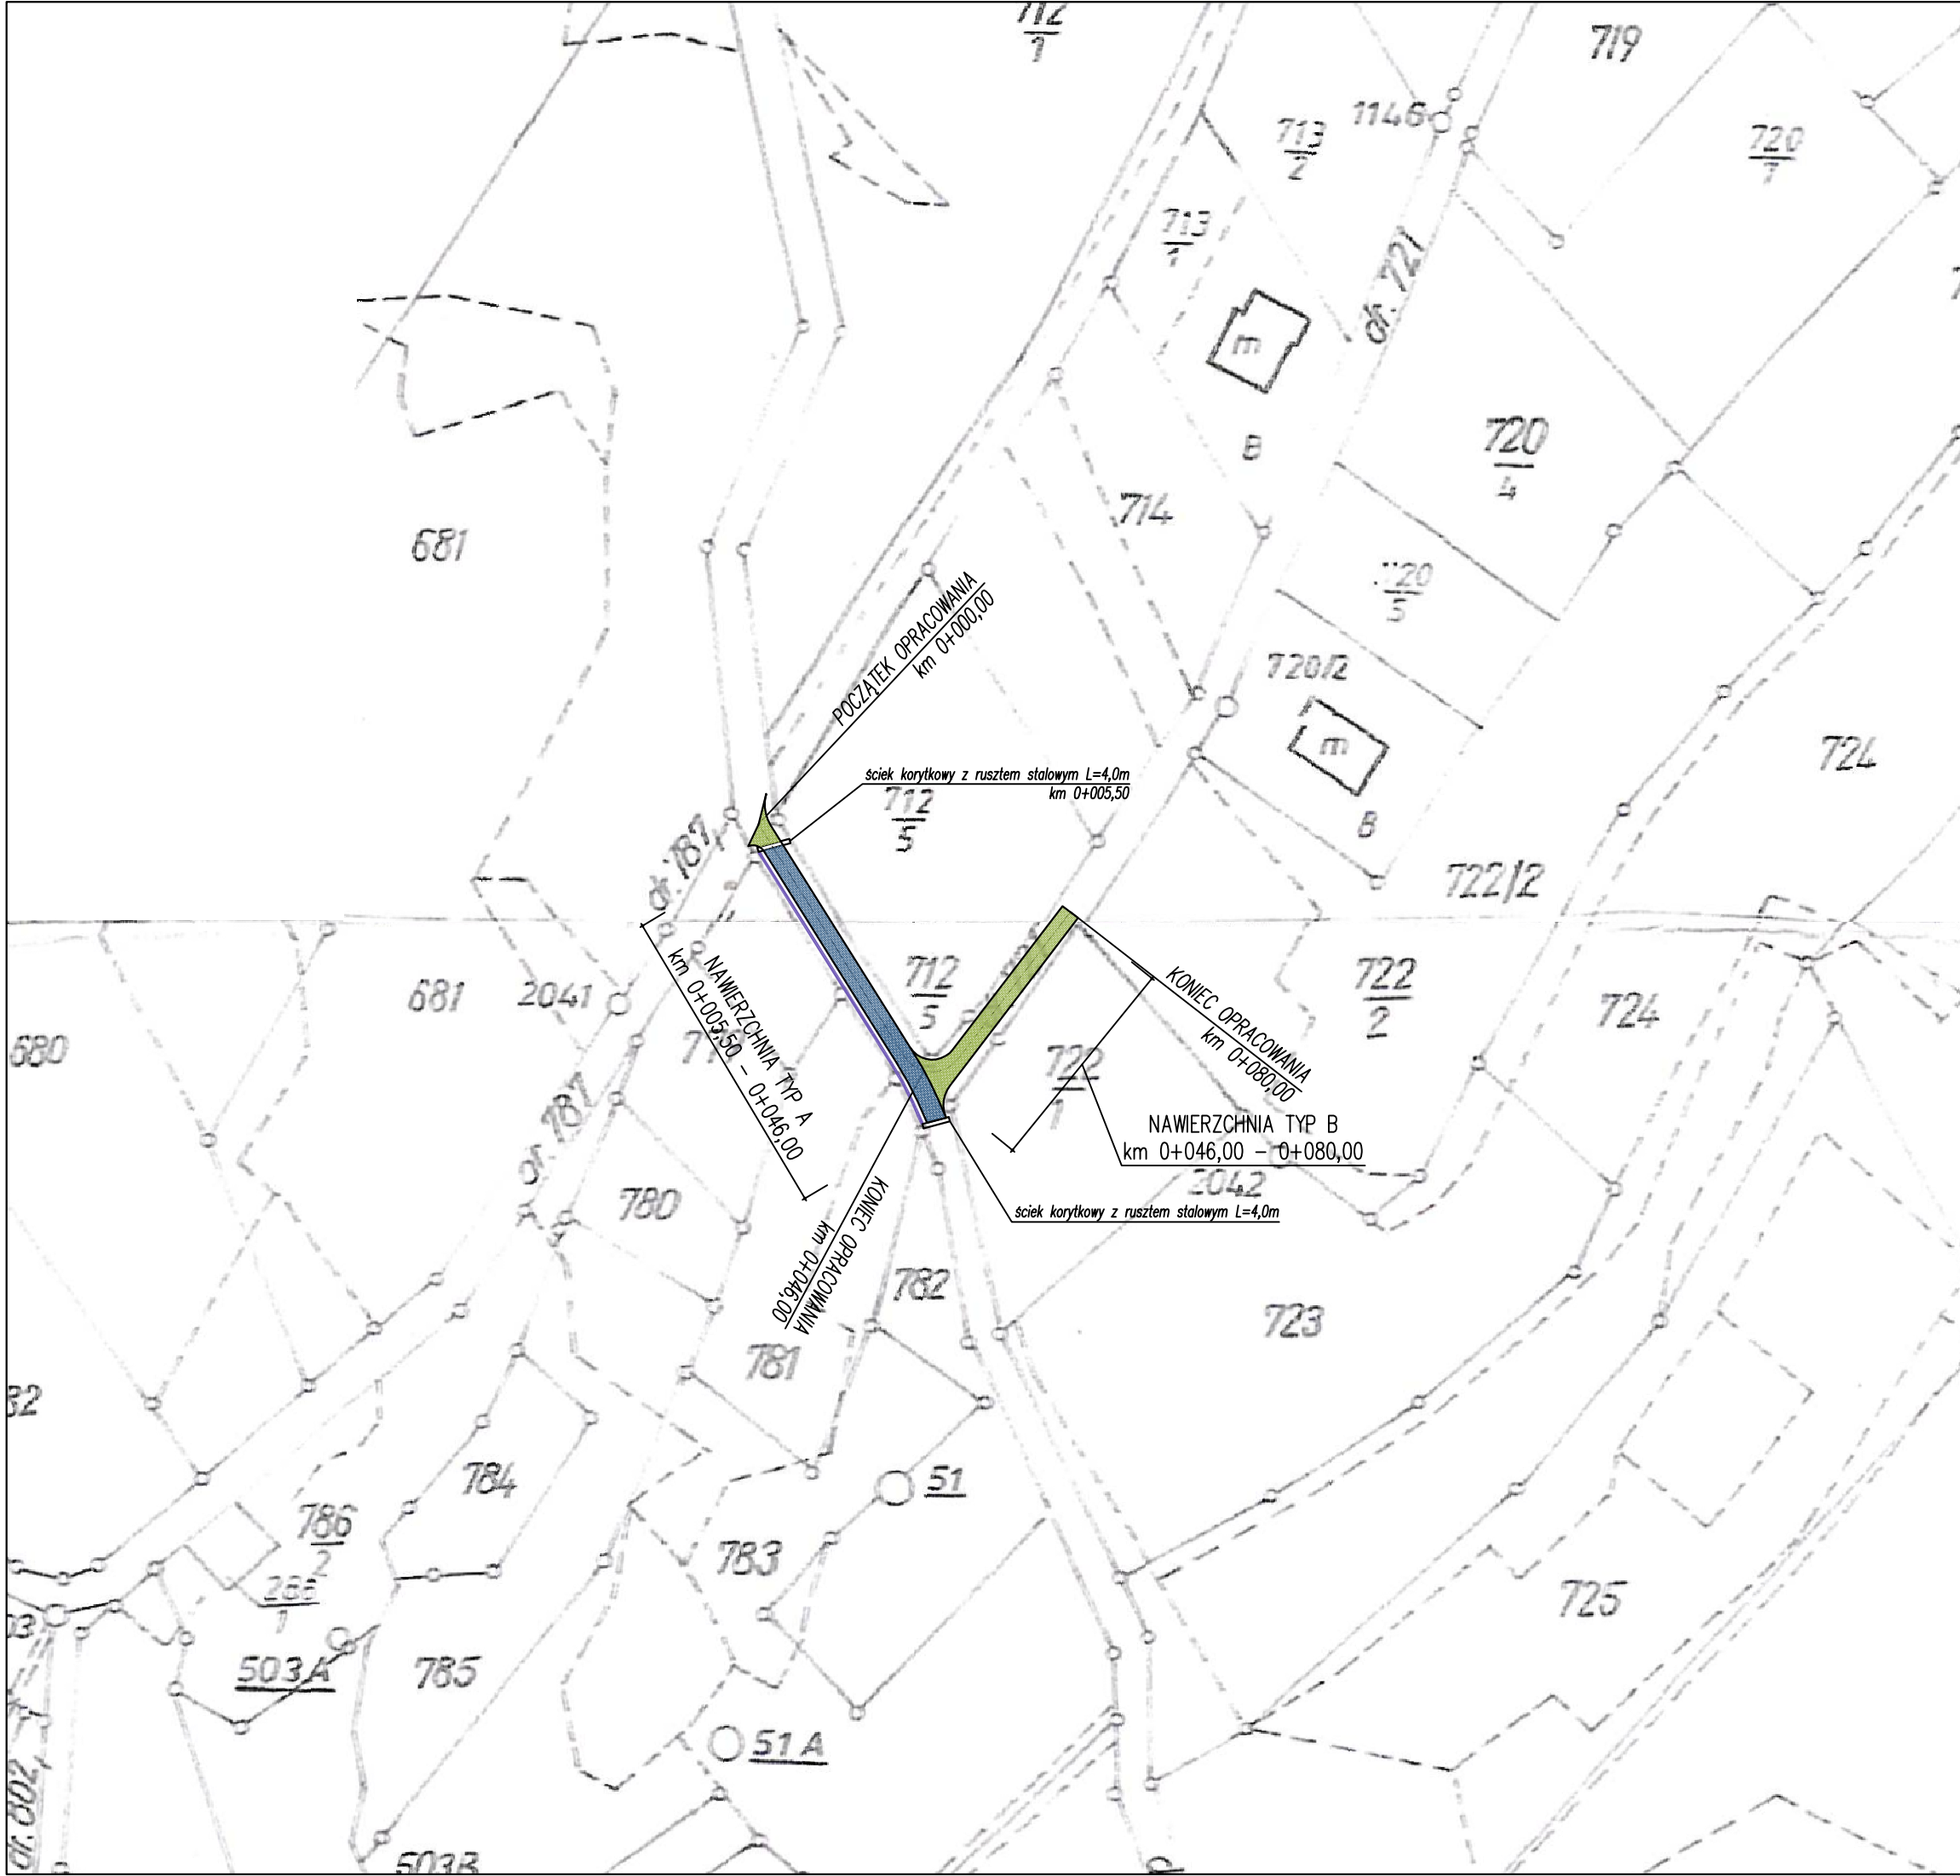 712
1
719
1146
713
2
720
1
713
1
dr. 721
m
B
720
4
714
681
20
5
POCZĄTEK OPRACOWANIA
km 0+000,00
720/2
m
724
ściek korytkowy z rusztem stalowym L=4,0m
km 0+005,50
712
5
B
dr. 787
722/2
712
5
722
2
681
2041
724
680
NAWIERZCHNIA TYP A
km 0+005,50 - 0+046,00
KONIEC OPRACOWANIA
km 0+080,00
722
1
NAWIERZCHNIA TYP B
km 0+046,00 - 0+080,00
dr. 787
2042
780
ściek korytkowy z rusztem stalowym L=4,0m
KONIEC OPRACOWANIA
km 0+046,00
782
723
781
32
784
51
786
2
783
286
1
725
503A
785
51A
dr. 802
503B